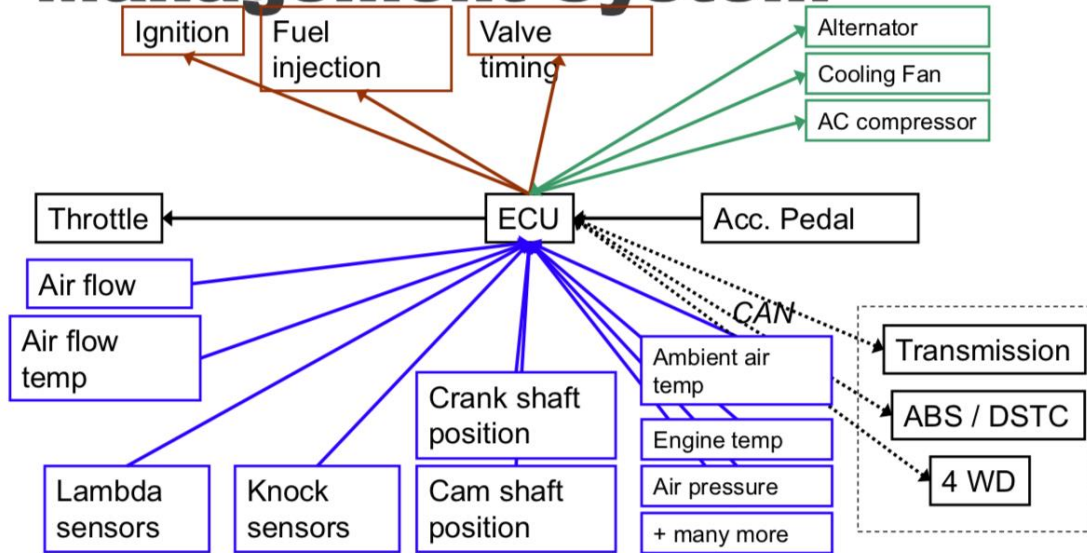 Management System
Ignition
Fuel
injection
Valve
timing
Alternator
Cooling Fan
AC compressor
Throttle
ECU
Acc. Pedal
Air flow
CAN
Air flow
temp
Ambient air
temp
Transmission
Crank shaft
position
ABS / DSTC
Engine temp
Lambda
sensors
Knock
sensors
Cam shaft
position
Air pressure
4 WD
+ many more